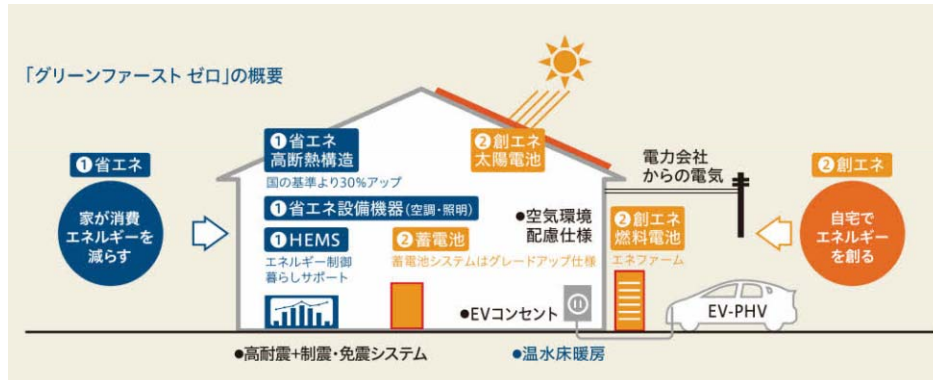 「グリーンファースト ゼロ」の概要
❶省エネ
家が消費
エネルギーを
減らす
❶省エネ
高断熱構造
国の基準より30%アップ
❶省エネ設備機器(空調・照明)
❶HEMS
エネルギー制御
暮らしサポート
❷創エネ
太陽電池
❷蓄電池
蓄電池システムはグレードアップ仕様
●空気環境
配慮仕様
●EVコンセント
電力会社
からの電気
❷創エネ
燃料電池
エネファーム
EV-PHV
❷創エネ
自宅で
エネルギー
を創る
●高耐震+制震・免震システム
●温水床暖房